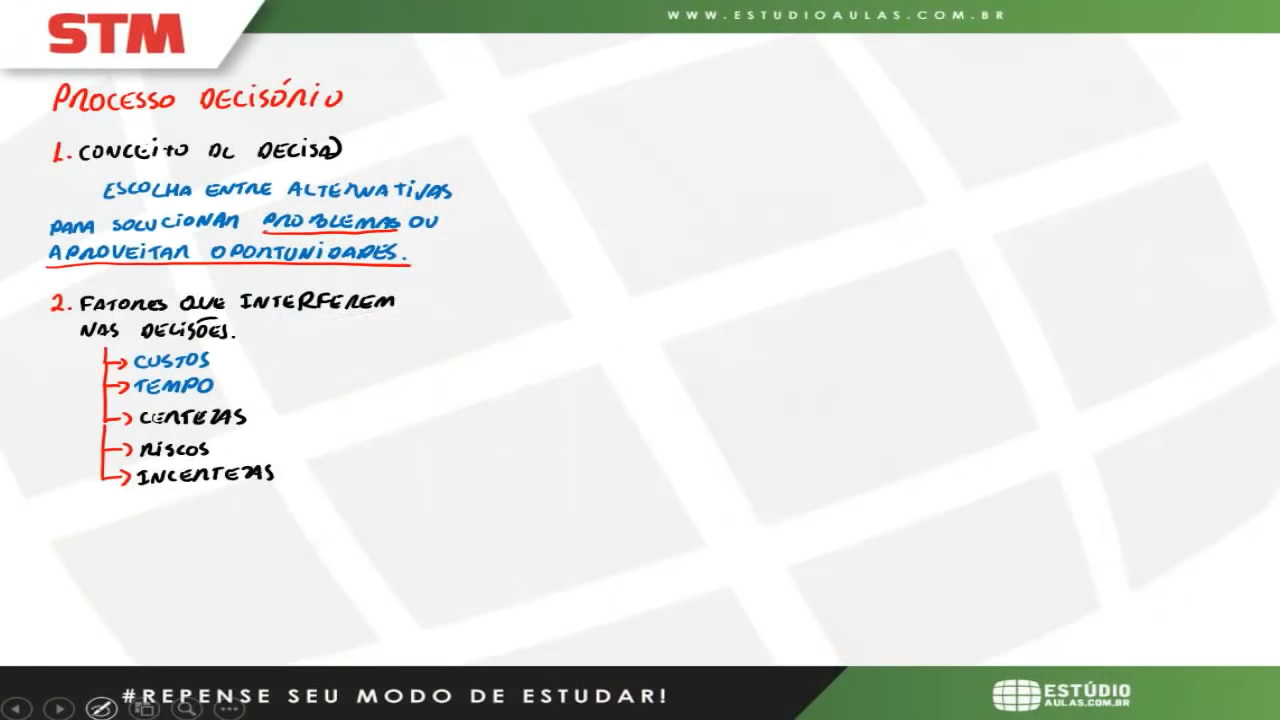 STM
WWW.ESTUDIOAULAS.COM.BR
PROCESSO DECISÓRIO
1. CONCEITO DE DECISÃO
ESCOLHA ENTRE ALTERNATIVAS
PARA SOLUCIONAR PROBLEMAS OU
APROVEITAR OPORTUNIDADES.
2. FATORES QUE INTERFEREM
NAS DECISÕES.
CUSTOS
TEMPO
CERTEZAS
RISCOS
INCERTEZAS
#REPENSE SEU MODO DE ESTUDAR!
ESTÚDIO
AULAS.COM.BR